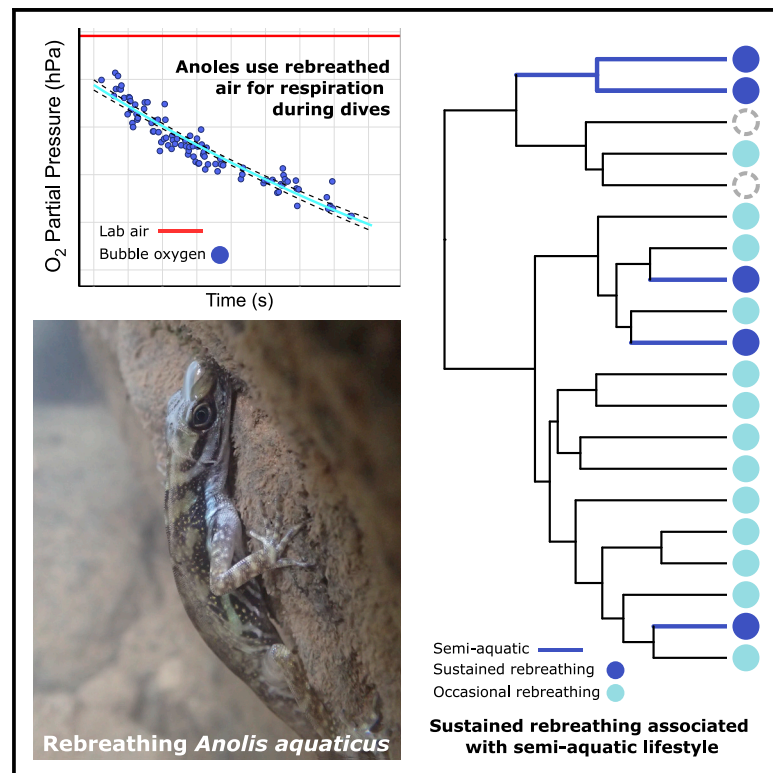 O2 Partial Pressure (hPa)
Anoles use rebreathed
air for respiration
during dives
Lab air
Bubble oxygen
Time (s)
Rebreathing Anolis aquaticus
Semi-aquatic
Sustained rebreathing
Occasional rebreathing
Sustained rebreathing associated
with semi-aquatic lifestyle